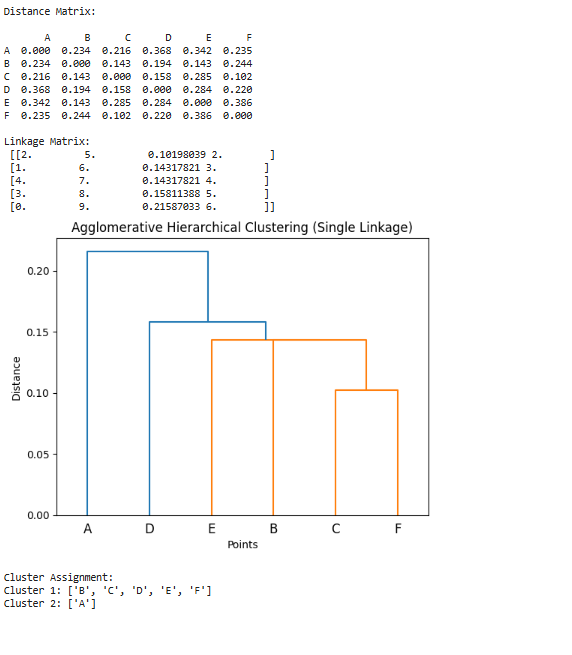 Distance Matrix:
A B C D E F
A 0.000 0.234 0.216 0.368 0.342 0.235
B 0.234 0.000 0.143 0.194 0.143 0.244
C 0.216 0.143 0.000 0.158 0.285 0.102
D 0.368 0.194 0.158 0.000 0.284 0.220
E 0.342 0.143 0.285 0.284 0.000 0.386
F 0.235 0.244 0.102 0.220 0.386 0.000
Linkage Matrix:
[[2. 5. 0.10198039 2. ]
[1. 6. 0.14317821 3. ]
[4. 7. 0.14317821 4. ]
[3. 8. 0.15811388 5. ]
[0. 9. 0.21587033 6. ]]
Agglomerative Hierarchical Clustering (Single Linkage)
Distance
0.20
0.15
0.10
0.05
0.00
A D E B C F
Points
Cluster Assignment:
Cluster 1: ['B', 'C', 'D', 'E', 'F']
Cluster 2: ['A']